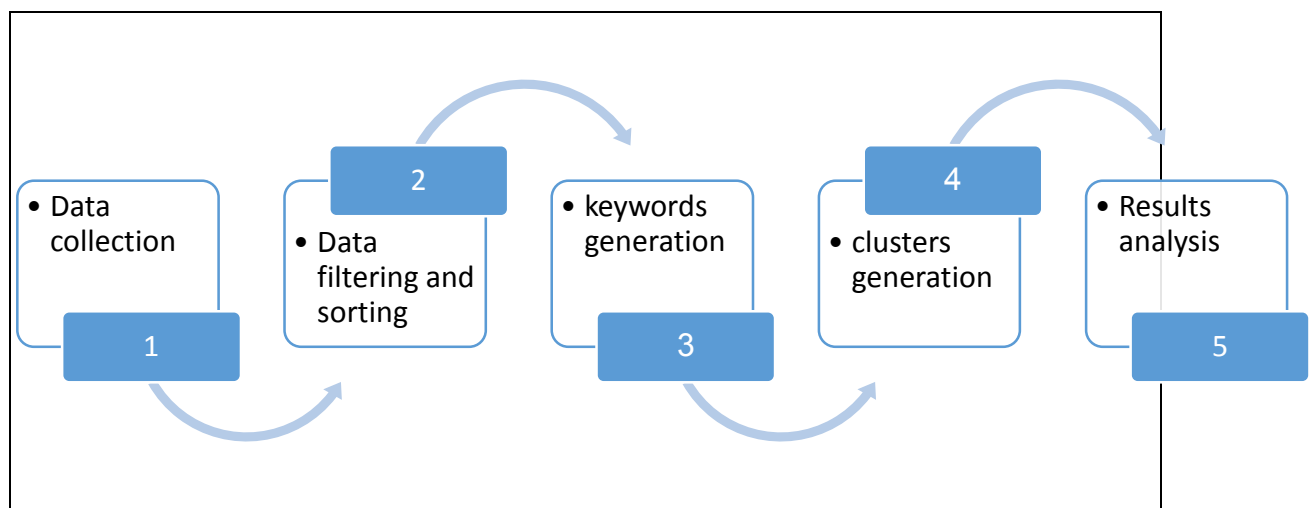 • Data
collection
1
2
• Data
filtering and
sorting
• keywords
generation
3
4
• clusters
generation
• Results
analysis
5